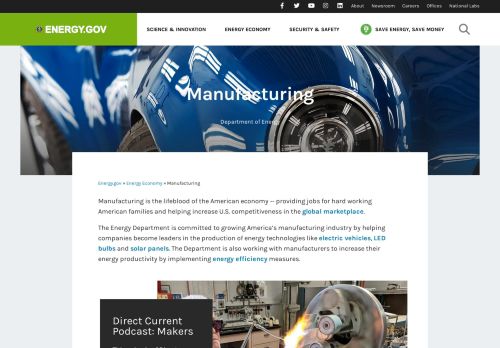 About Newsroom Careers Offices National Labs
ENERGY.GOV
SCIENCE & INNOVATION ENERGY ECONOMY SECURITY & SAFETY SAVE ENERGY, SAVE MONEY
Manufacturing
Department of Energy
Energy.gov » Energy Economy » Manufacturing
Manufacturing is the lifeblood of the American economy — providing jobs for hard working
American families and helping increase U.S. competitiveness in the global marketplace.
The Energy Department is committed to growing America's manufacturing industry by helping
companies become leaders in the production of energy technologies like electric vehicles, LED
bulbs and solar panels. The Department is also working with manufacturers to increase their
energy productivity by implementing energy efficiency measures.
Direct Current
Podcast: Makers